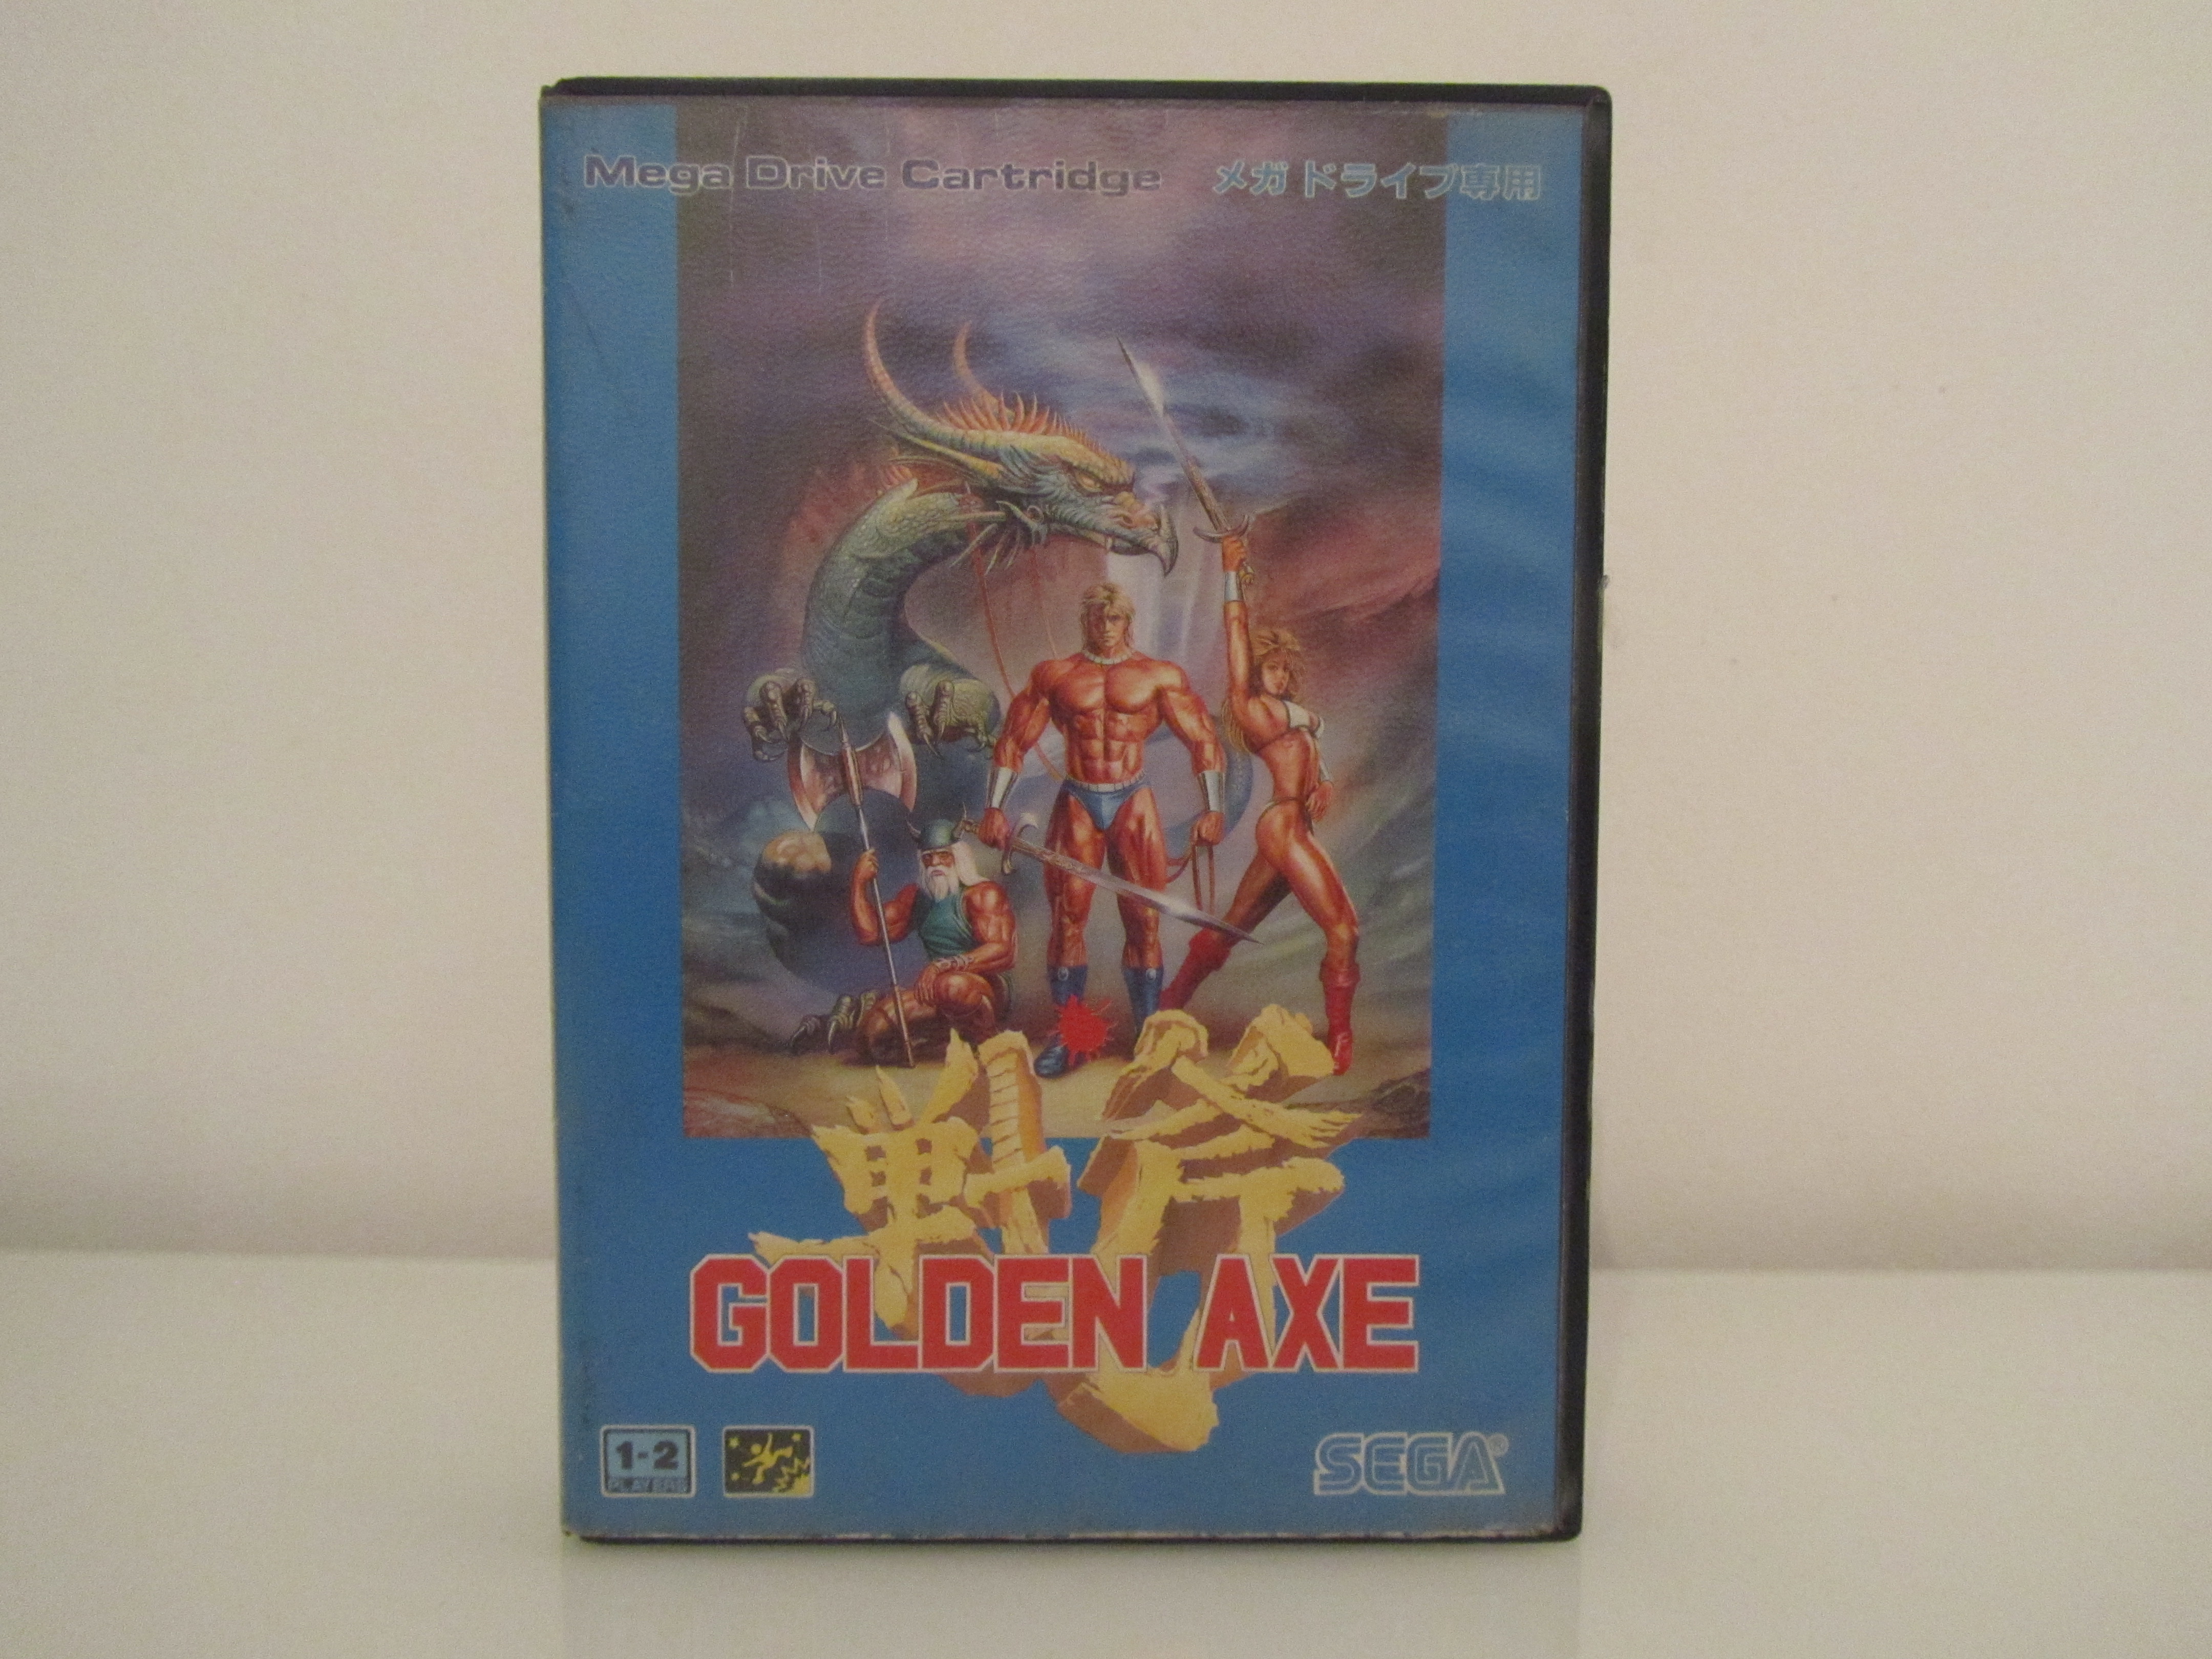 Mega Drive Cartridge メガドライブ専用
戦斧
GOLDEN AXE
1-2
PLAYERS
SEGA®